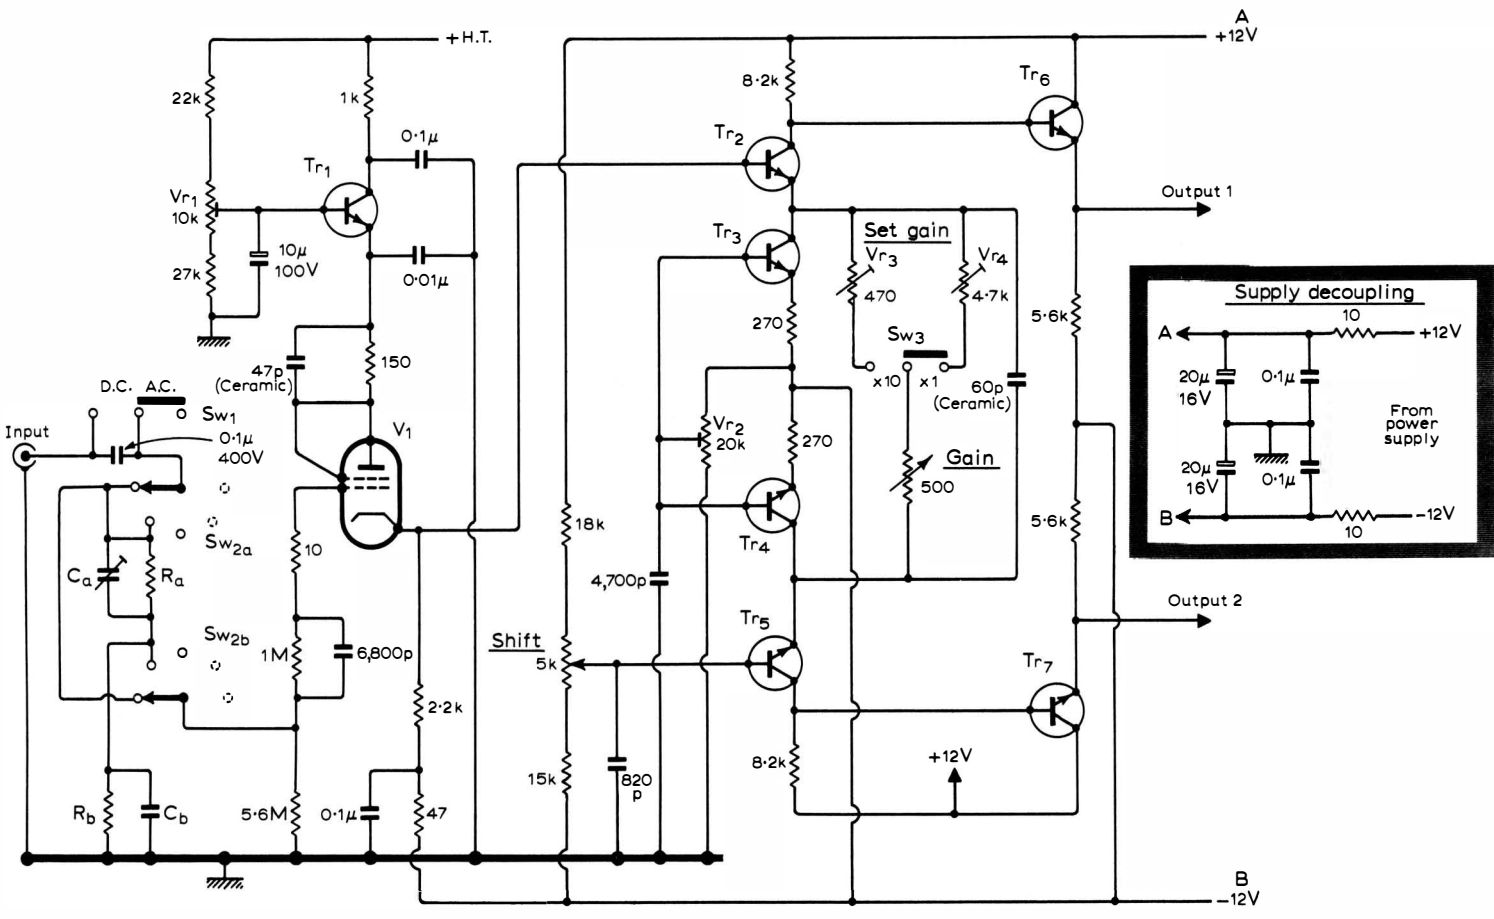 A
+12V
+H.T.
22k
1k
0·1µ
Tr1
Vr1
10k
10µ
100V
27k
0·01µ
47p
(Ceramic)
150
D.C. A.C.
Sw1
Input
0·1µ
400V
V1
Sw2a
Ca
Ra
10
Sw2b
1M
6,800p
2·2k
Rb
Cb
5·6M
0·1µ
47
8·2k
Tr6
Tr2
Output 1
Tr3
Set gain
Vr3
470
Vr4
4·7k
270
Sw3
x10
x1
60p
(Ceramic)
5·6k
Vr2
20k
270
Gain
500
18k
Tr4
5·6k
4,700p
Output 2
Tr5
Shift
5k
Tr7
15k
820
p
8·2k
+12V
B
-12V
Supply decoupling
10
A
+12V
20µ
16V
0·1µ
From
power
supply
20µ
16V
0·1µ
B
-12V
10